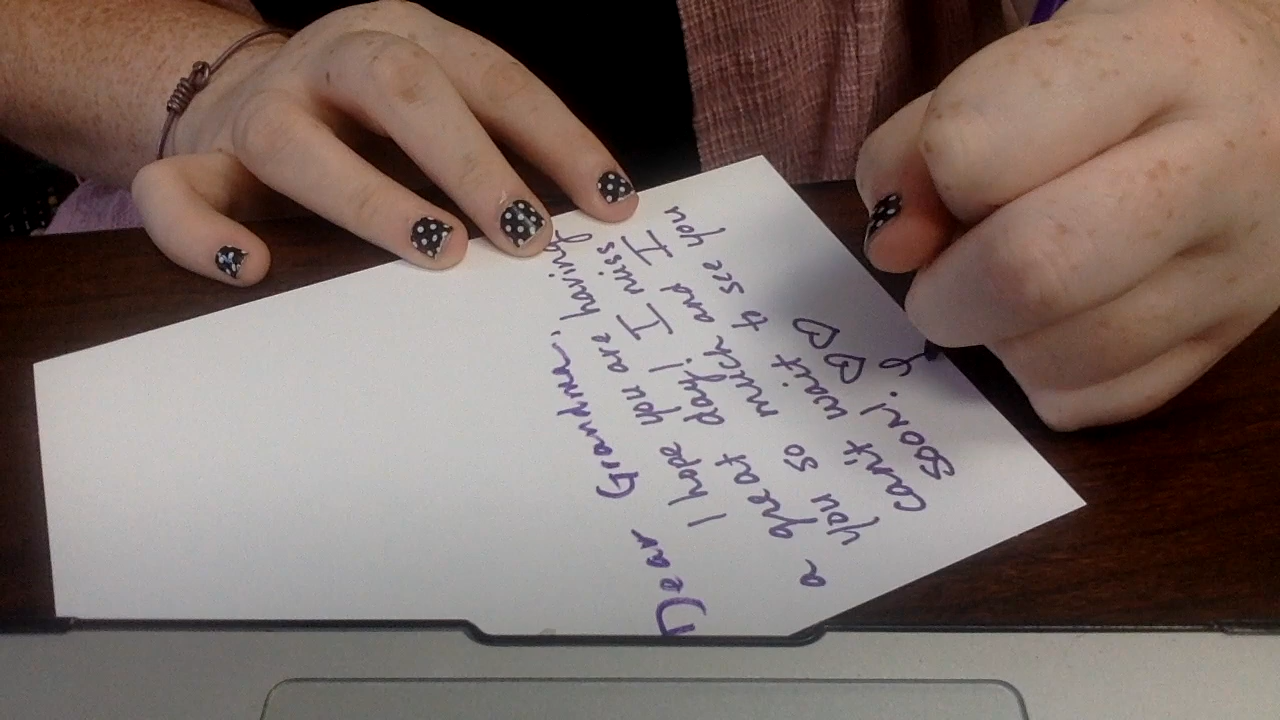 Dear Grandma,
I hope you are having
a great day! I miss
you so much and I
can't wait to see you
soon! ♡♡